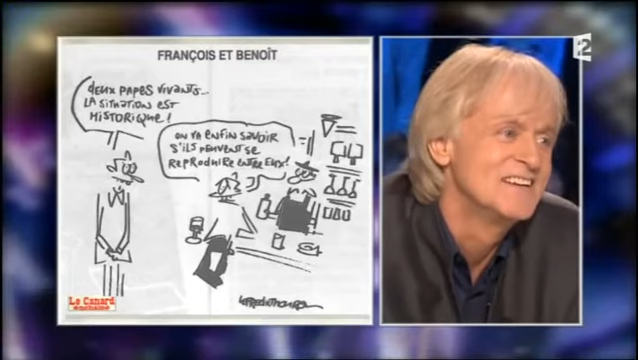 FRANÇOIS ET BENOÎT
DEUX PAPES VIVANTS...
LA SITUATION EST
HISTORIQUE!
ON VA ENFIN SAVOIR
S'ILS PEUVENT SE
REPRODUIRE ENTRE EUX!
Le Canard
enchaîné
2